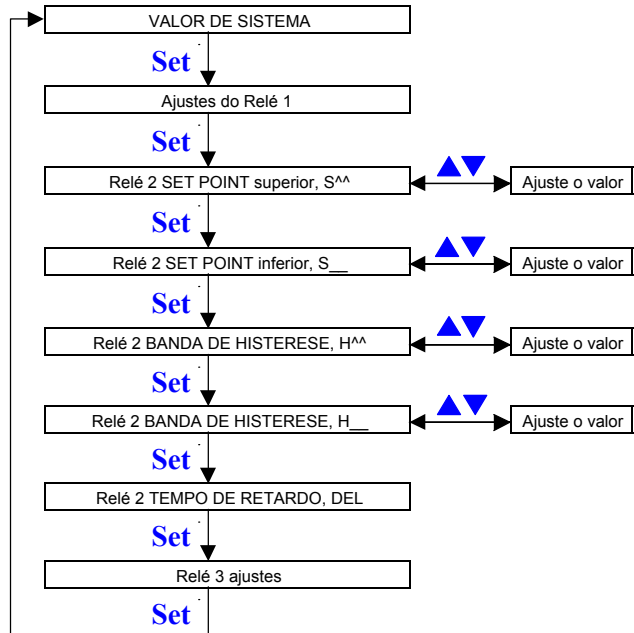 VALOR DE SISTEMA
Set
Ajustes do Relé 1
Set
Relé 2 SET POINT superior, S^^
Ajuste o valor
Set
Relé 2 SET POINT inferior, S__
Ajuste o valor
Set
Relé 2 BANDA DE HISTERESE, H^^
Ajuste o valor
Set
Relé 2 BANDA DE HISTERESE, H__
Ajuste o valor
Set
Relé 2 TEMPO DE RETARDO, DEL
Set
Relé 3 ajustes
Set